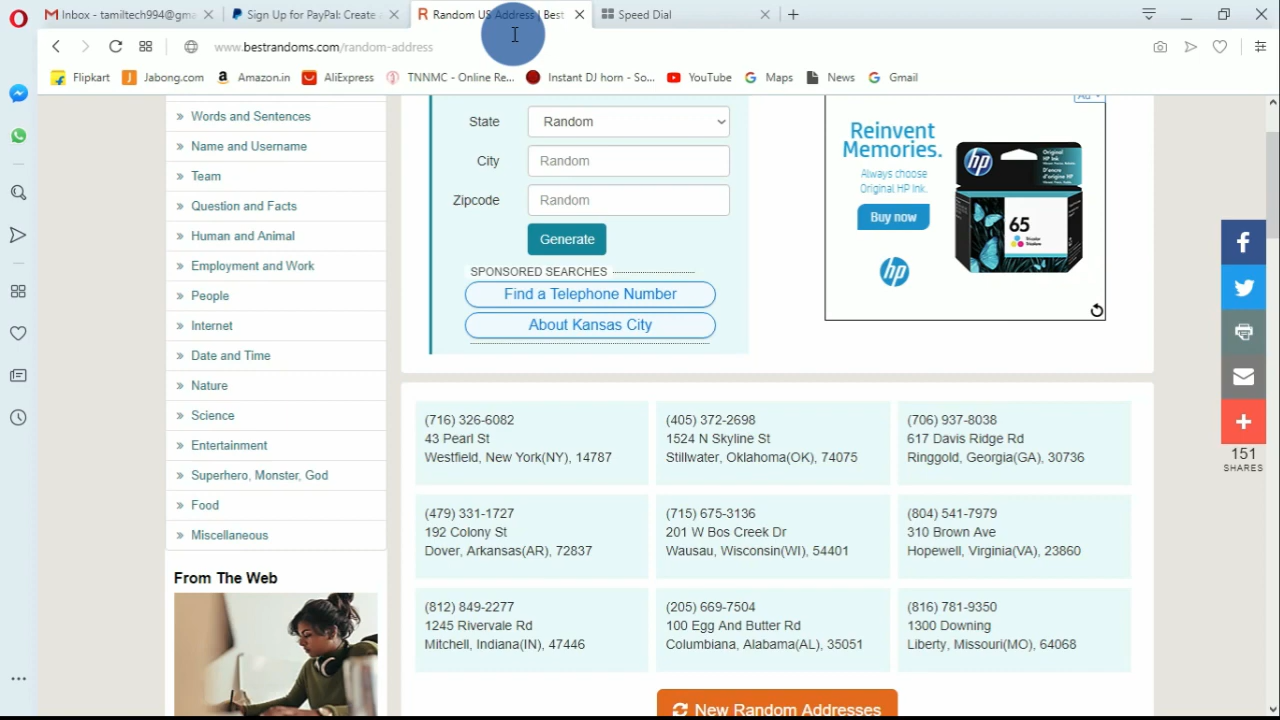 Inbox - tamiltech994@gma
Sign Up for PayPal: Create
Random US Address | Best
Speed Dial
www.bestrandoms.com/random-address
Flipkart
Jabong.com
Amazon.in
AliExpress
TNNMC - Online Re...
Instant DJ horn - So...
YouTube
Maps
News
Gmail
Words and Sentences
Name and Username
Team
Question and Facts
Human and Animal
Employment and Work
People
Internet
Date and Time
Nature
Science
Entertainment
Superhero, Monster, God
Food
Miscellaneous
From The Web
State
Random
City
Random
Zipcode
Random
Generate
SPONSORED SEARCHES
Find a Telephone Number
About Kansas City
Reinvent
Memories.
Always choose
Original HP Ink.
Buy now
hp
hp
65
(716) 326-6082
43 Pearl St
Westfield, New York(NY), 14787
(405) 372-2698
1524 N Skyline St
Stillwater, Oklahoma(OK), 74075
(706) 937-8038
617 Davis Ridge Rd
Ringgold, Georgia(GA), 30736
(479) 331-1727
192 Colony St
Dover, Arkansas(AR), 72837
(715) 675-3136
201 W Bos Creek Dr
Wausau, Wisconsin(WI), 54401
(804) 541-7979
310 Brown Ave
Hopewell, Virginia(VA), 23860
(812) 849-2277
1245 Rivervale Rd
Mitchell, Indiana(IN), 47446
(205) 669-7504
100 Egg And Butter Rd
Columbiana, Alabama(AL), 35051
(816) 781-9350
1300 Downing
Liberty, Missouri(MO), 64068
New Random Addresses
151
SHARES